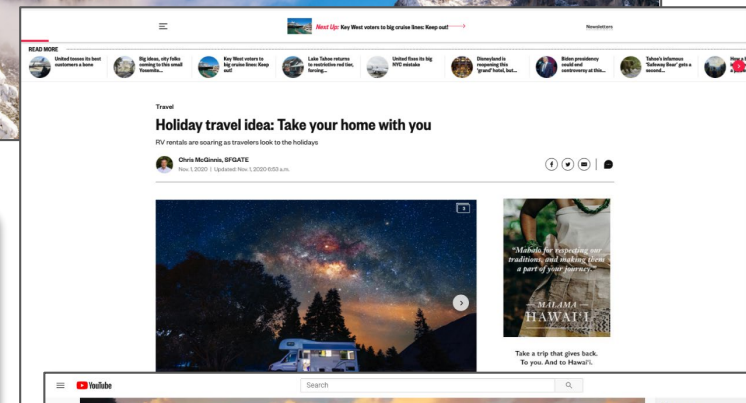 Next Up: Key West voters to big cruise lines: Keep out!
Newsletters
READ MORE
United tosses its best
customers a bone
Big ideas, city folks
coming to this small
Yosemite...
Key West voters to
big cruise lines: Keep
out!
Lake Tahoe returns
to restrictive red tier,
forcing...
United fixes its big
NYC mistake
Disneyland is
reopening this
'grand' hotel, but...
Biden presidency
could end
controversy at this...
Tahoe's infamous
'Safeway Bear' gets a
second...
Travel
Holiday travel idea: Take your home with you
RV rentals are soaring as travelers look to the holidays
Chris McGinnis, SFGATE
Nov. 1, 2020 | Updated: Nov. 1, 2020 6:53 a.m.
3
"Mahalo for respecting our
traditions, and making them
a part of your journey."
MALAMA
HAWAI'I
Take a trip that gives back.
To you. And to Hawai'i.
YouTube
Search